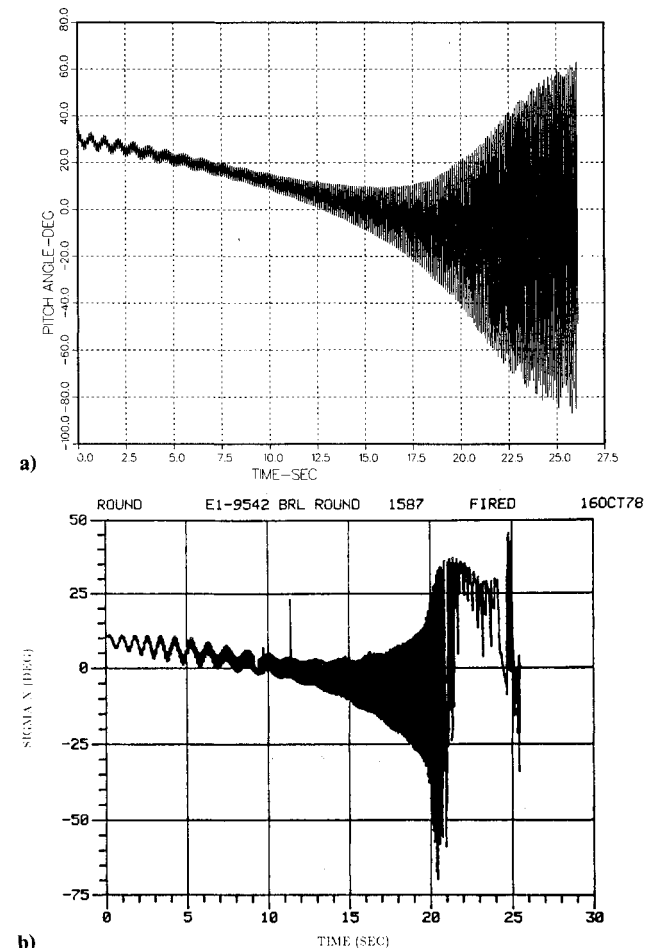 80.0
60.0
40.0
20.0
0.0
-20.0
-40.0
-60.0
-80.0
-100.0
PITCH ANGLE-DEG
0.0 2.5 5.0 7.5 10.0 12.5 15.0 17.5 20.0 22.5 25.0 27.5
TIME-SEC
a)
ROUND E1-9542 BRL ROUND 1587 FIRED 16OCT78
50
25
0
-25
-50
-75
SIGMA N (DEG)
0 5 10 15 20 25 30
TIME (SEC)
b)